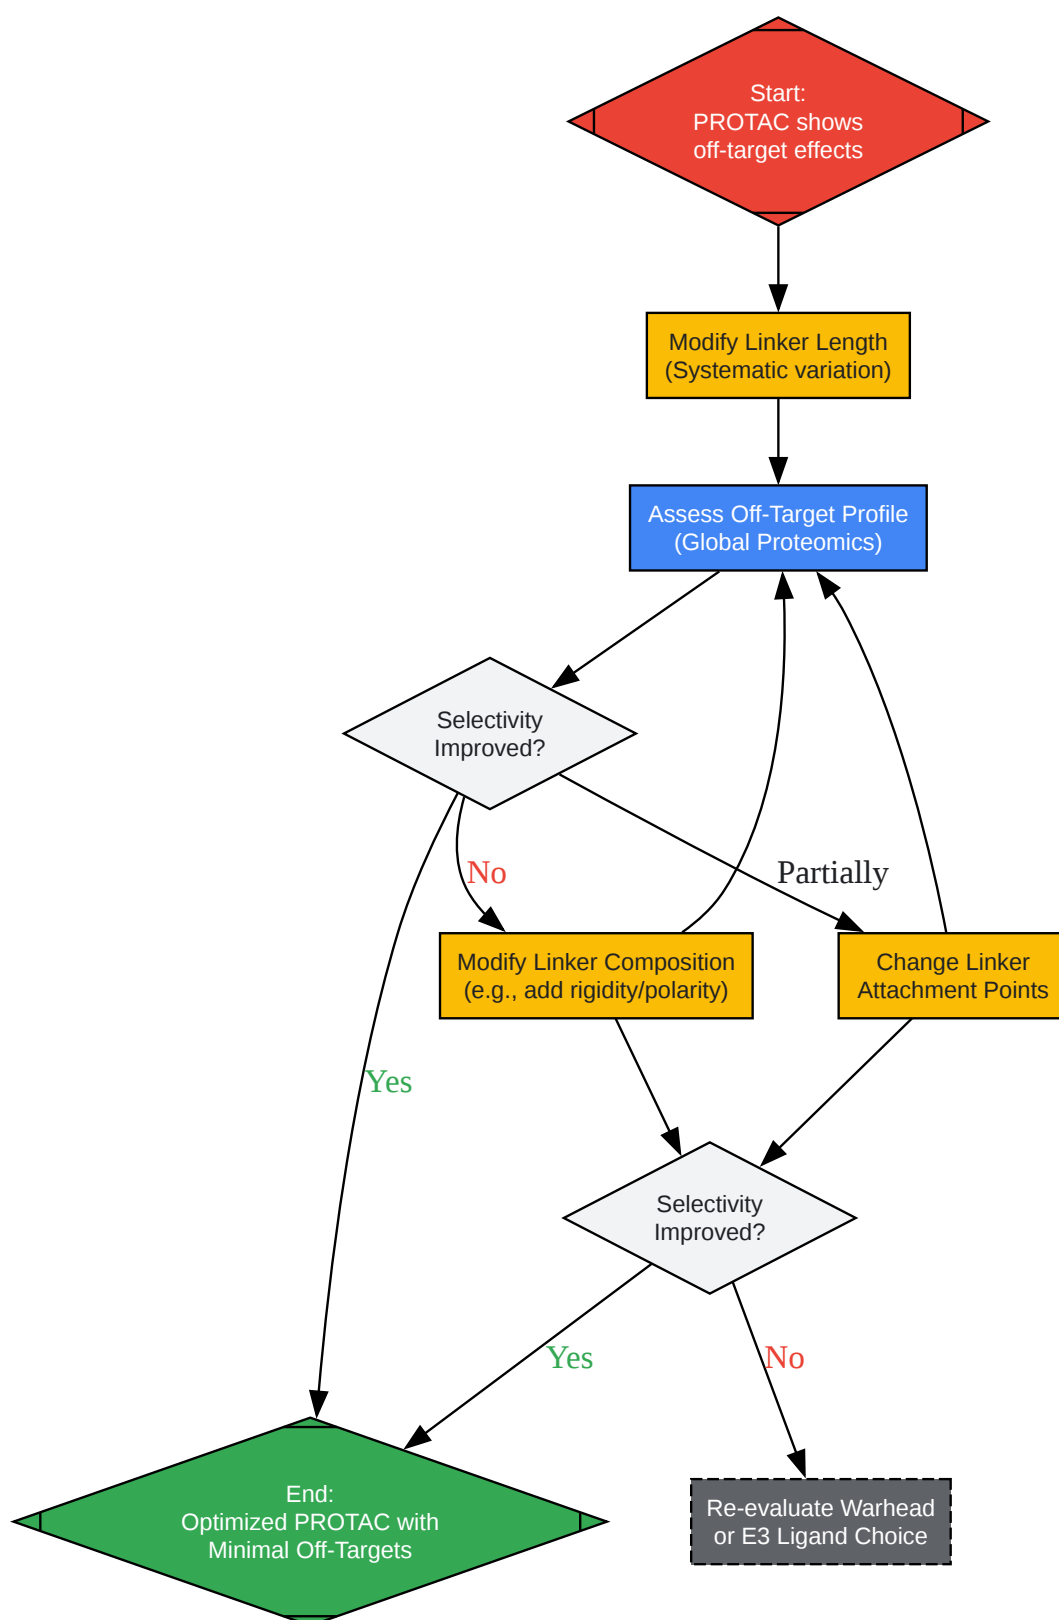 Start:
PROTAC shows
off-target effects
Modify Linker Length
(Systematic variation)
Assess Off-Target Profile
(Global Proteomics)
Selectivity
Improved?
No
Partially
Modify Linker Composition
(e.g., add rigidity/polarity)
Change Linker
Attachment Points
Yes
Selectivity
Improved?
Yes
No
End:
Optimized PROTAC with
Minimal Off-Targets
Re-evaluate Warhead
or E3 Ligand Choice